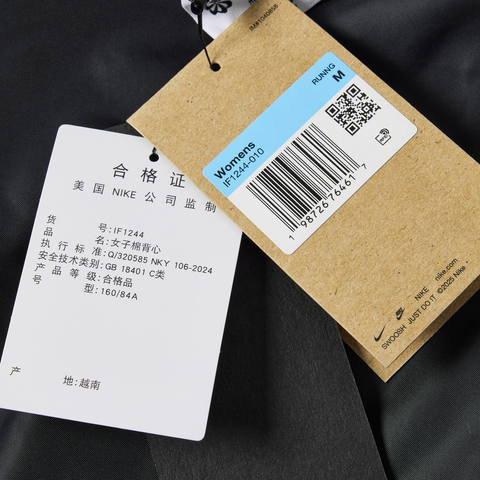 IM#1040856
RUNNG
M
Womens
IF1244-010
1 98726 76461 7
NIKE nike.com
SWOOSH JUST DO IT ©2025 Nike
合格证
美国 NIKE 公司监制
货 号:IF1244
品 名:女子棉背心
执行标准:Q/320585 NKY 106-2024
安全技术类别:GB 18401 C类
产品等级:合格品
号 型:160/84A
产 地:越南